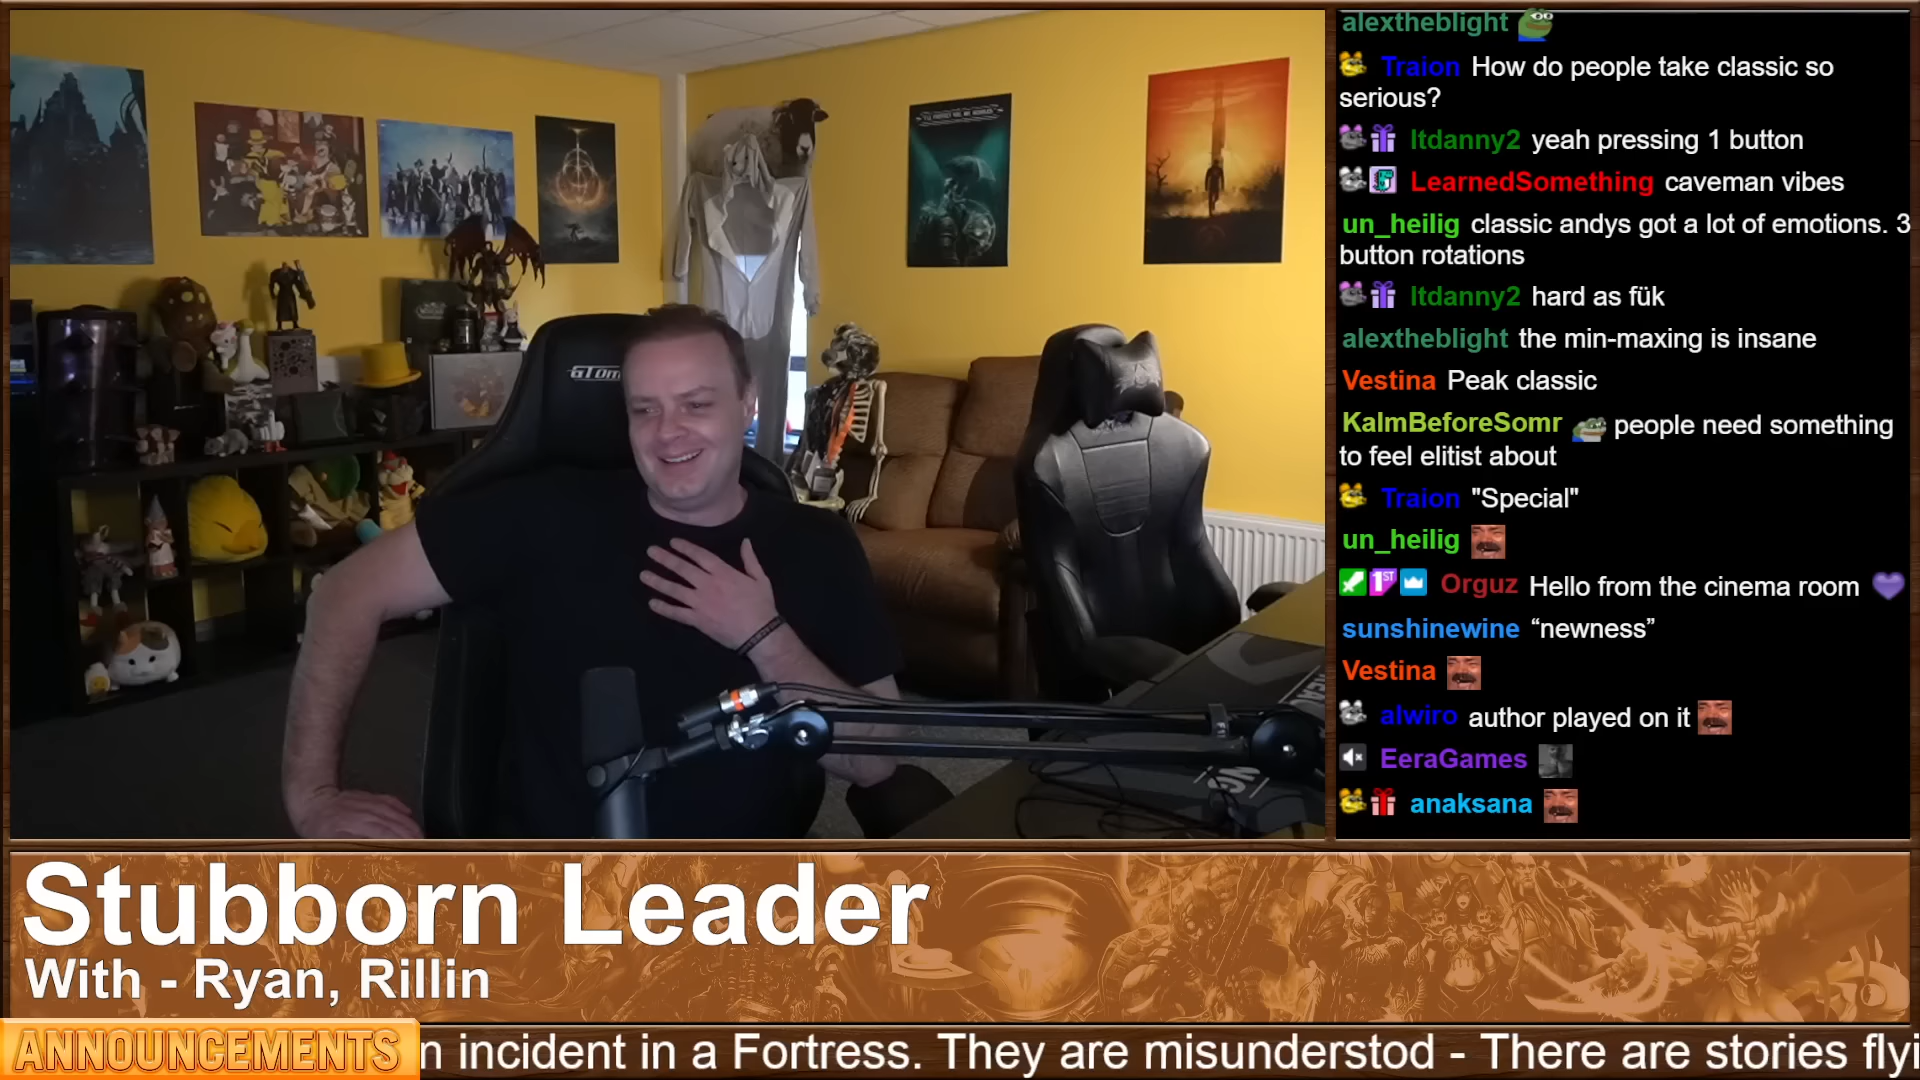 alextheblight
Traion How do people take classic so
serious?
ltdanny2 yeah pressing 1 button
LearnedSomething caveman vibes
un_heilig classic andys got a lot of emotions. 3
button rotations
ltdanny2 hard as fük
alextheblight the min-maxing is insane
Vestina Peak classic
KalmBeforeSomr people need something
to feel elitist about
Traion "Special"
un_heilig
1ST Orguz Hello from the cinema room
sunshinewine “newness”
Vestina
alwiro author played on it
EeraGames
anaksana
Stubborn Leader
With - Ryan, Rillin
ANNOUNCEMENTS
n incident in a Fortress. They are misunderstod - There are stories flyi